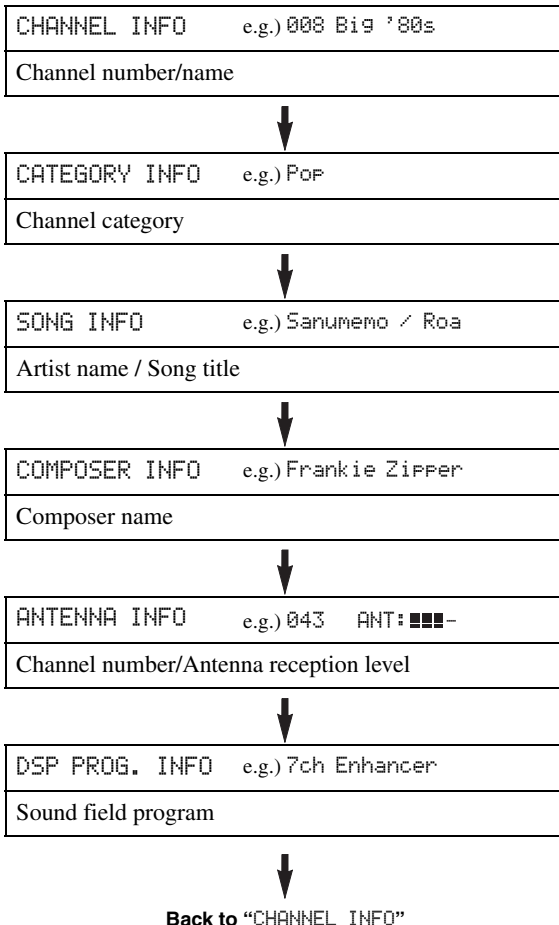 CHANNEL INFO e.g.) 008 Big '80s
Channel number/name
CATEGORY INFO e.g.) Pop
Channel category
SONG INFO e.g.) Sanumemo / Roa
Artist name / Song title
COMPOSER INFO e.g.) Frankie Zipper
Composer name
ANTENNA INFO e.g.) 043 ANT:■■■-
Channel number/Antenna reception level
DSP PROG. INFO e.g.) 7ch Enhancer
Sound field program
Back to “CHANNEL INFO”